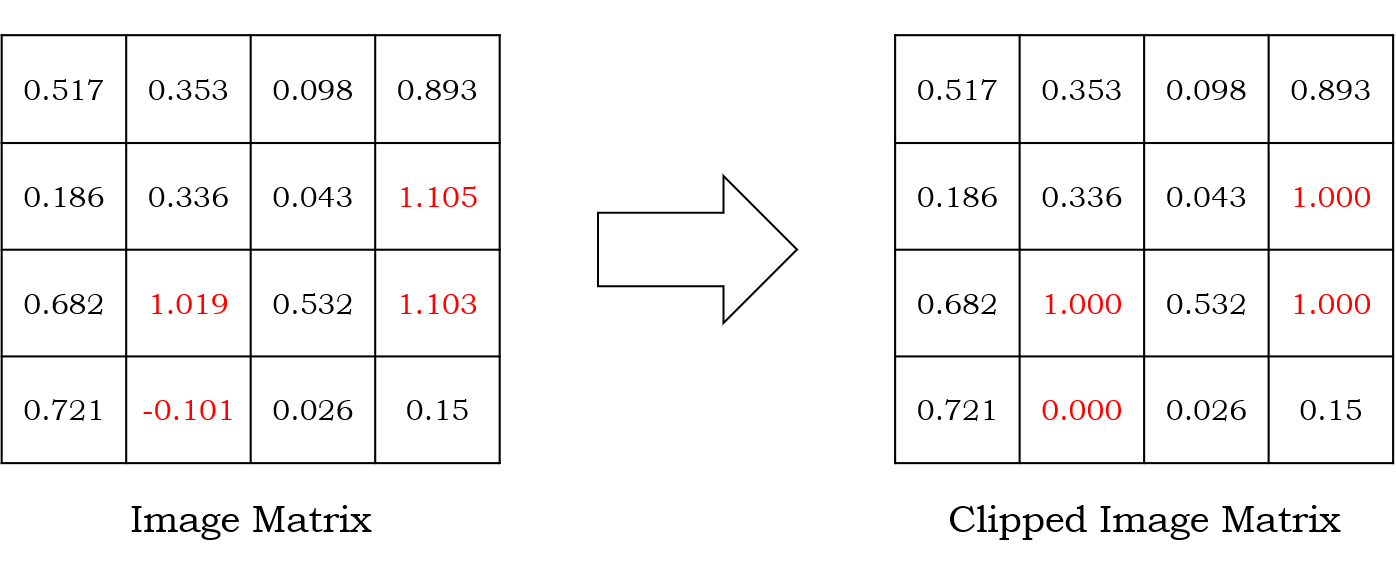 0.517 0.353 0.098 0.893 0.517 0.353 0.098 0.893
0.186 0.336 0.043 1.105 0.186 0.336 0.043 1.000
0.682 1.019 0.532 1.103 0.682 1.000 0.532 1.000
0.721 -0.101 0.026 0.15 0.721 0.000 0.026 0.15
Image Matrix Clipped Image Matrix